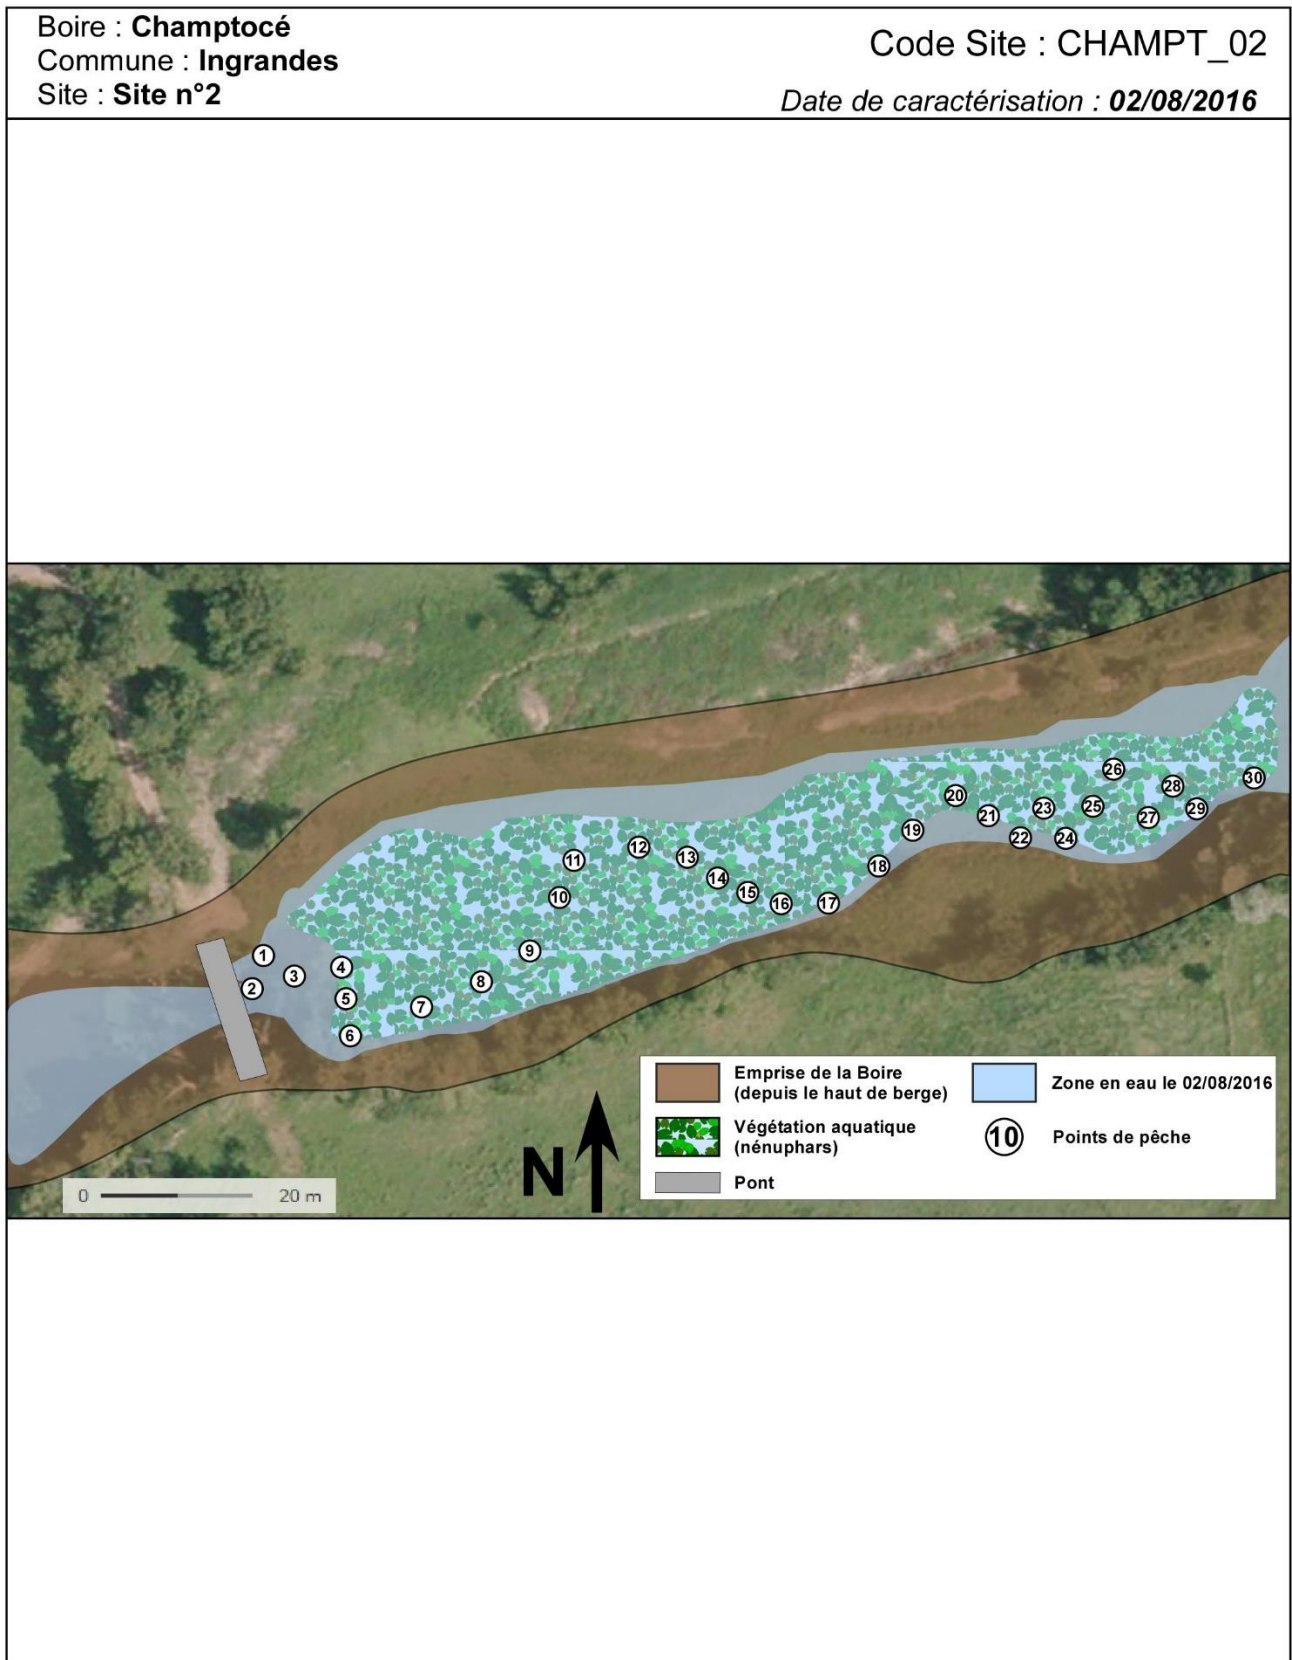 Boire : Champtocé
Commune : Ingrandes
Site : Site n°2
Code Site : CHAMPT_02
Date de caractérisation : 02/08/2016
1
2
3
4
5
6
7
8
9
10
11
12
13
14
15
16
17
18
19
20
21
22
23
24
25
26
27
28
29
30
Emprise de la Boire
(depuis le haut de berge)
Végétation aquatique
(nénuphars)
Pont
Zone en eau le 02/08/2016
10 Points de pêche
N
0 20 m